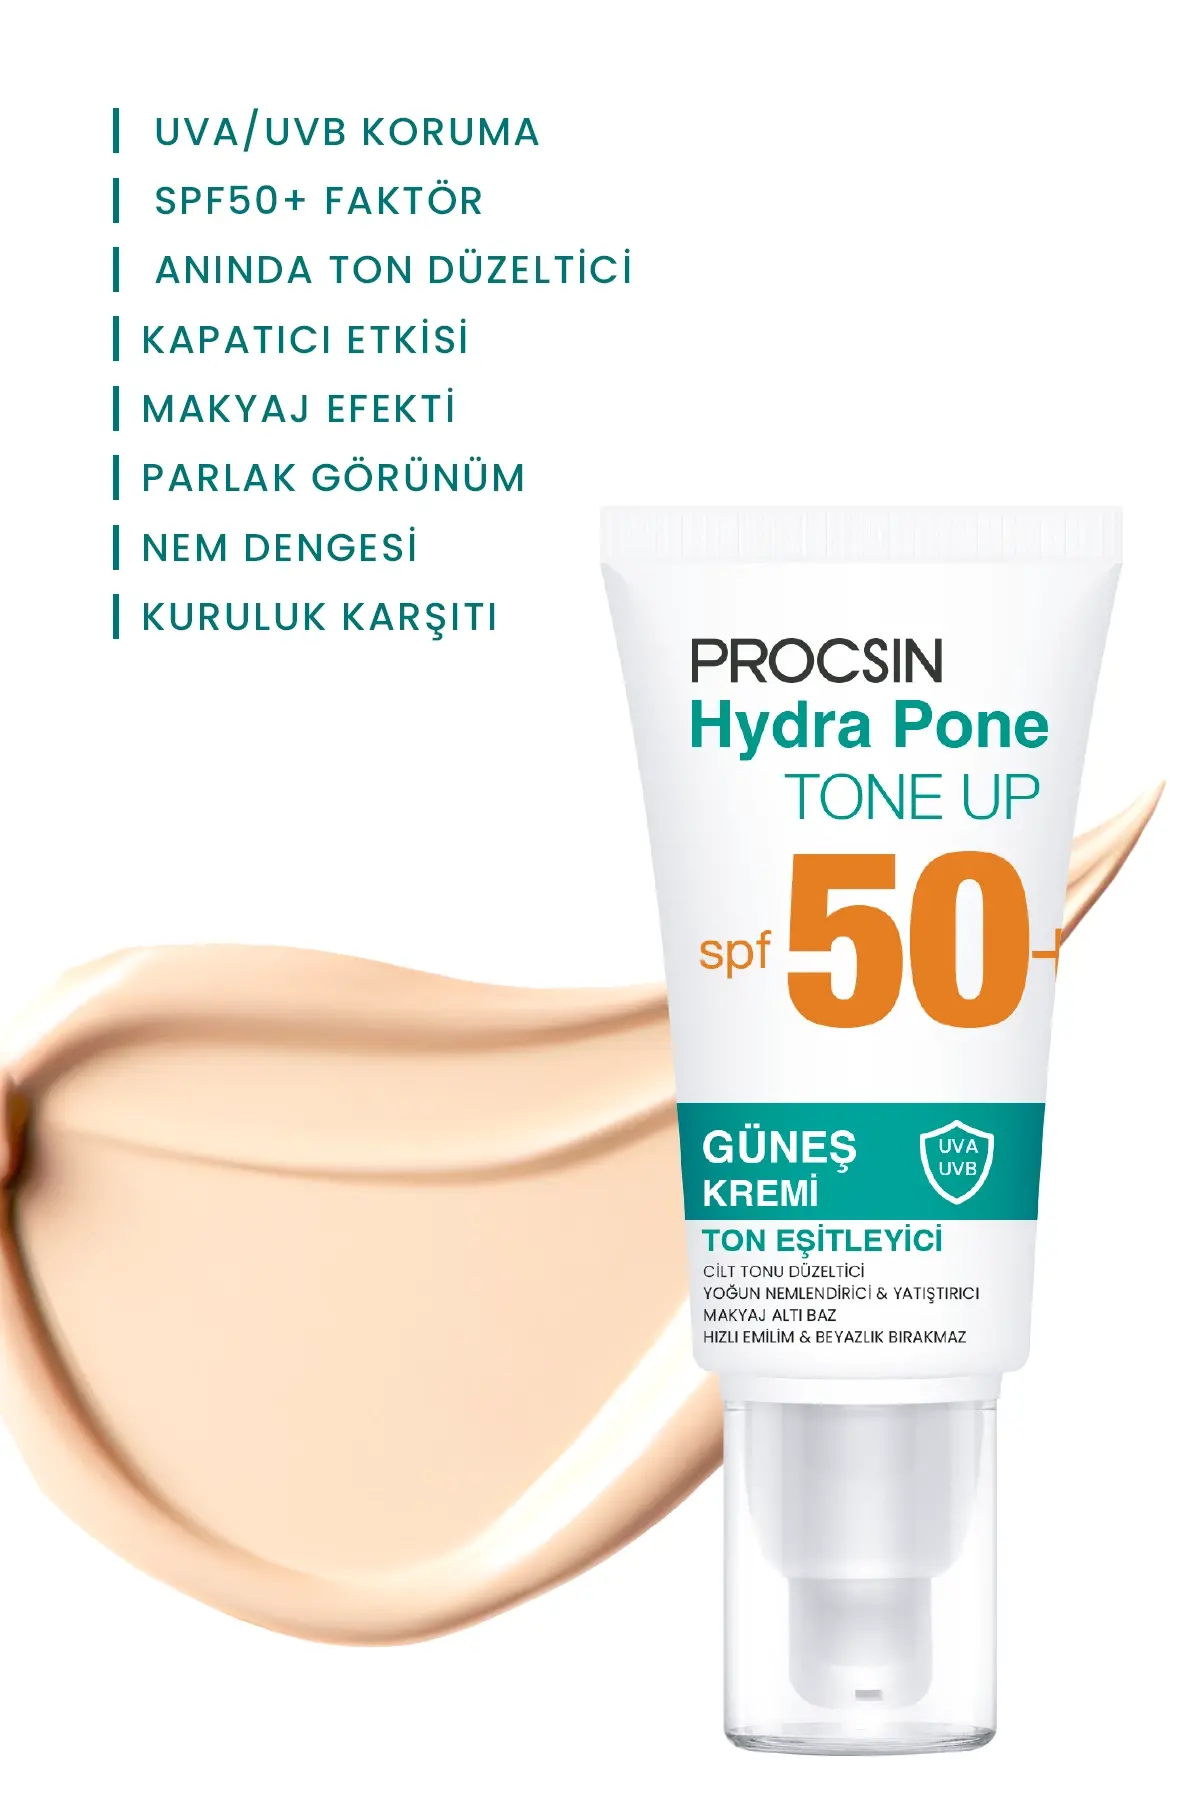 UVA/UVB KORUMA
SPF50+ FAKTÖR
ANINDA TON DÜZELTİCİ
KAPATICI ETKİSİ
MAKYAJ EFEKTİ
PARLAK GÖRÜNÜM
NEM DENGESİ
KURULUK KARŞITI
PROCSIN
Hydra Pone
TONE UP
spf 50+
GÜNEŞ
KREMİ
UVA
UVB
TON EŞİTLEYİCİ
CİLT TONU DÜZELTİCİ
YOĞUN NEMLENDİRİCİ & YATIŞTIRICI
MAKYAJ ALTI BAZ
HIZLI EMİLİM & BEYAZLIK BIRAKMAZ